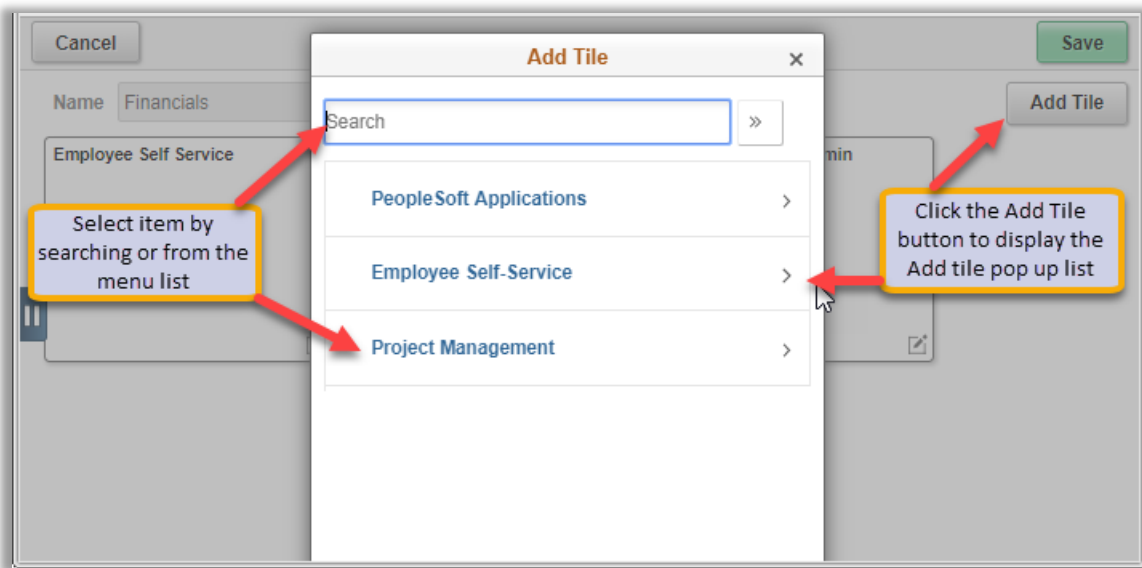 Cancel
Add Tile
Save
Name Financials
Search
»
Add Tile
Employee Self Service
min
PeopleSoft Applications
Select item by
searching or from the
menu list
Click the Add Tile
button to display the
Add tile pop up list
Employee Self-Service
Project Management